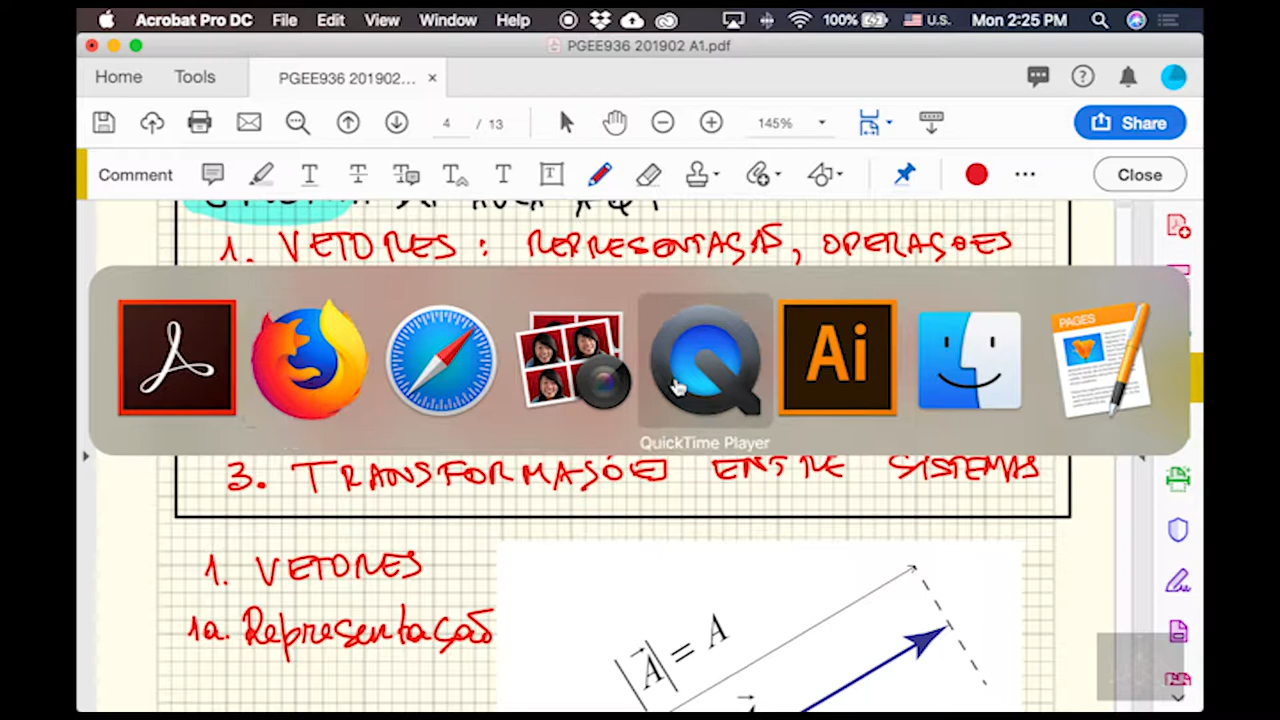 Acrobat Pro DC File Edit View Window Help 100% U.S. Mon 2:25 PM
PGEE936 201902 A1.pdf
Home Tools PGEE936 201902... ×
4 / 13 145% Share
Comment Close
1. VETORES : REPRESENTAÇÃO, OPERAÇÕES
Ai
PAGES
QuickTime Player
3. TRANSFORMAÇÕES ENTRE SISTEMAS
1. VETORES
1a. Representação
|A⃗| = A